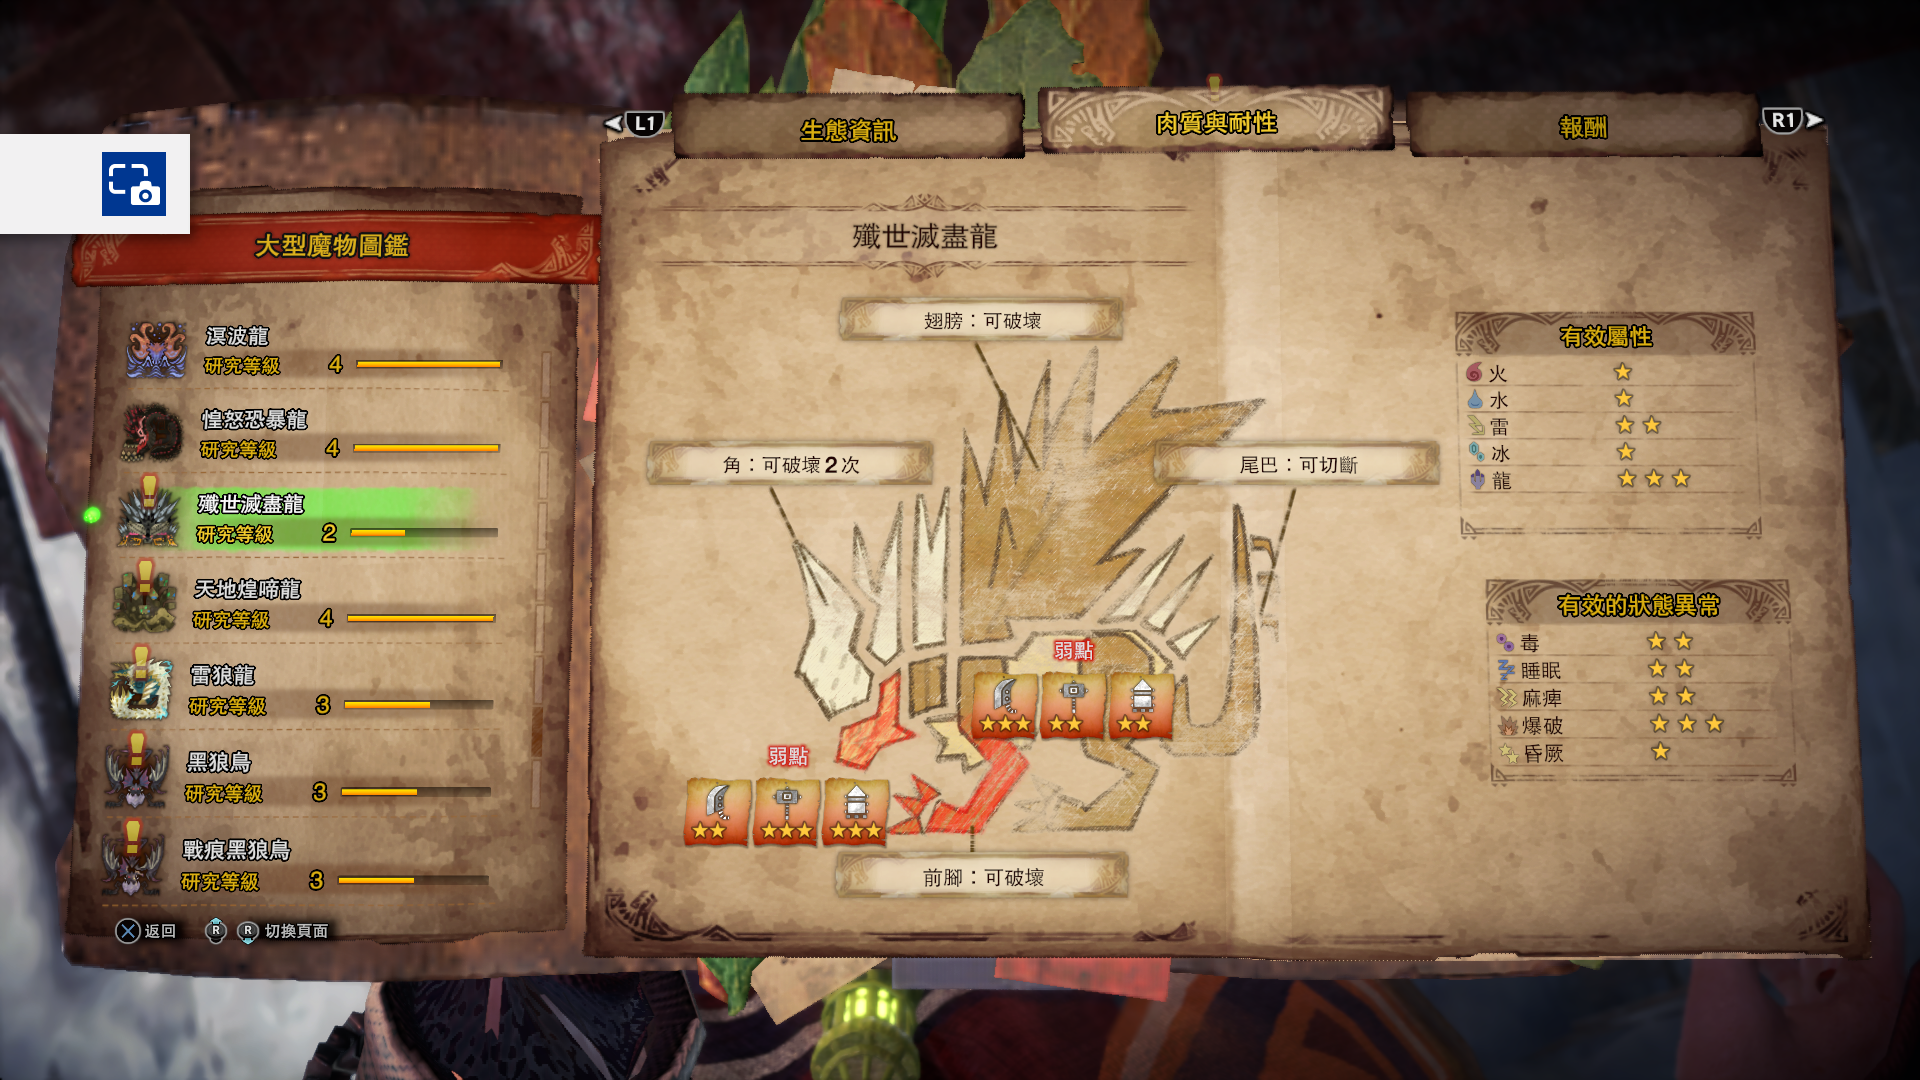 L1
生態資訊
肉質與耐性
報酬
R1
大型魔物圖鑑
溟波龍
研究等級 4
惶怒恐暴龍
研究等級 4
殲世滅盡龍
研究等級 2
天地煌啼龍
研究等級 4
雷狼龍
研究等級 3
黑狼鳥
研究等級 3
戰痕黑狼鳥
研究等級 3
返回
R
R
切換頁面
殲世滅盡龍
翅膀：可破壞
角：可破壞2次
尾巴：可切斷
弱點
弱點
前腳：可破壞
有效屬性
火
水
雷
冰
龍
有效的狀態異常
毒
睡眠
麻痺
爆破
昏厥